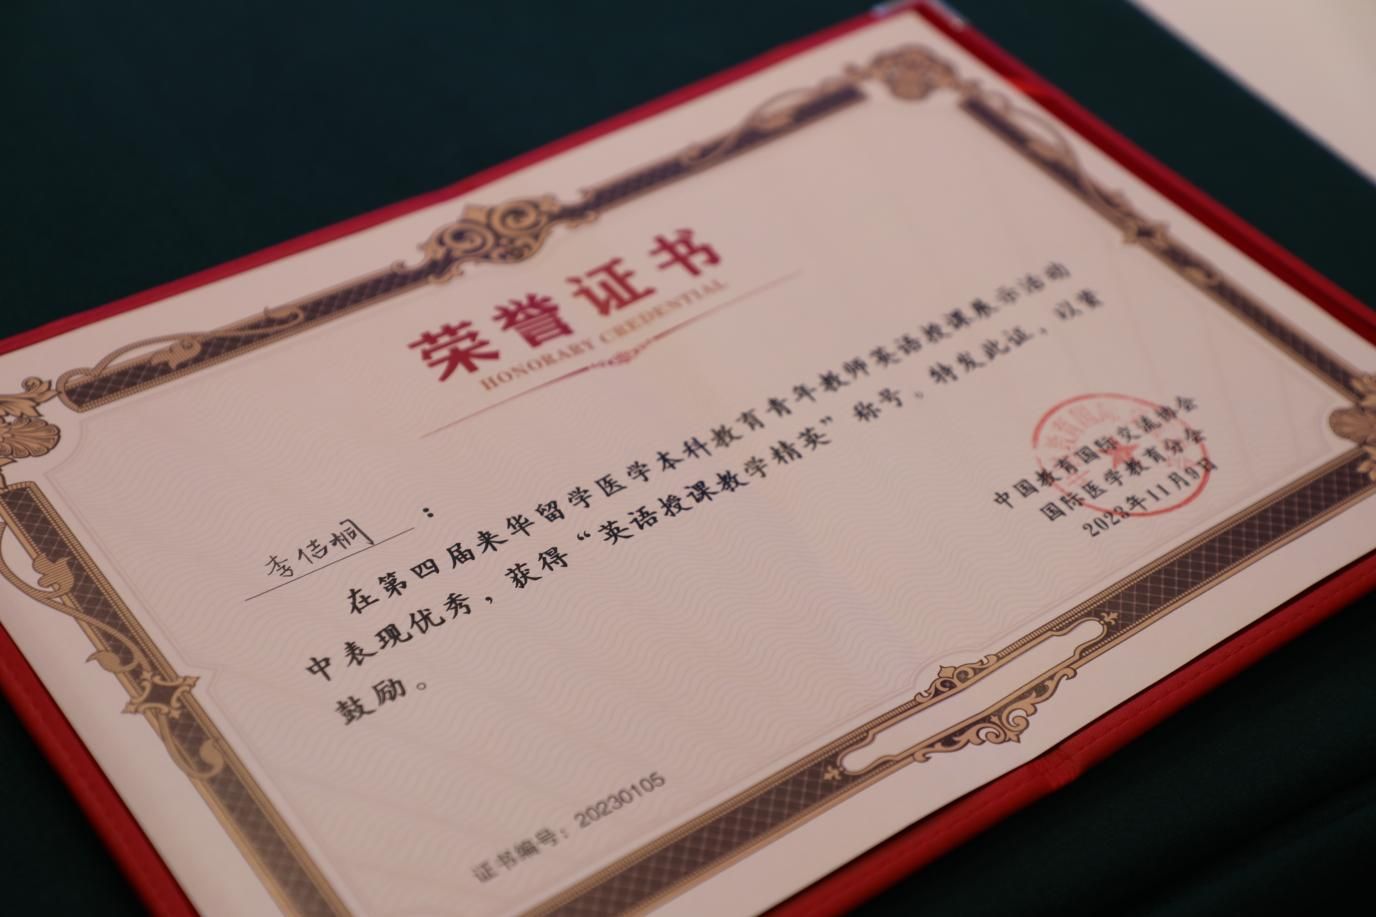 荣誉证书
HONORARY CREDENTIAL
李佶桐：
在第四届来华留学医学本科教育青年教师英语授课展示活动
中表现优秀，获得“英语授课教学精英”称号。特发此证，以资
鼓励。
中国教育国际交流协会
国际医学教育分会
2023年11月9日
证书编号：20230105